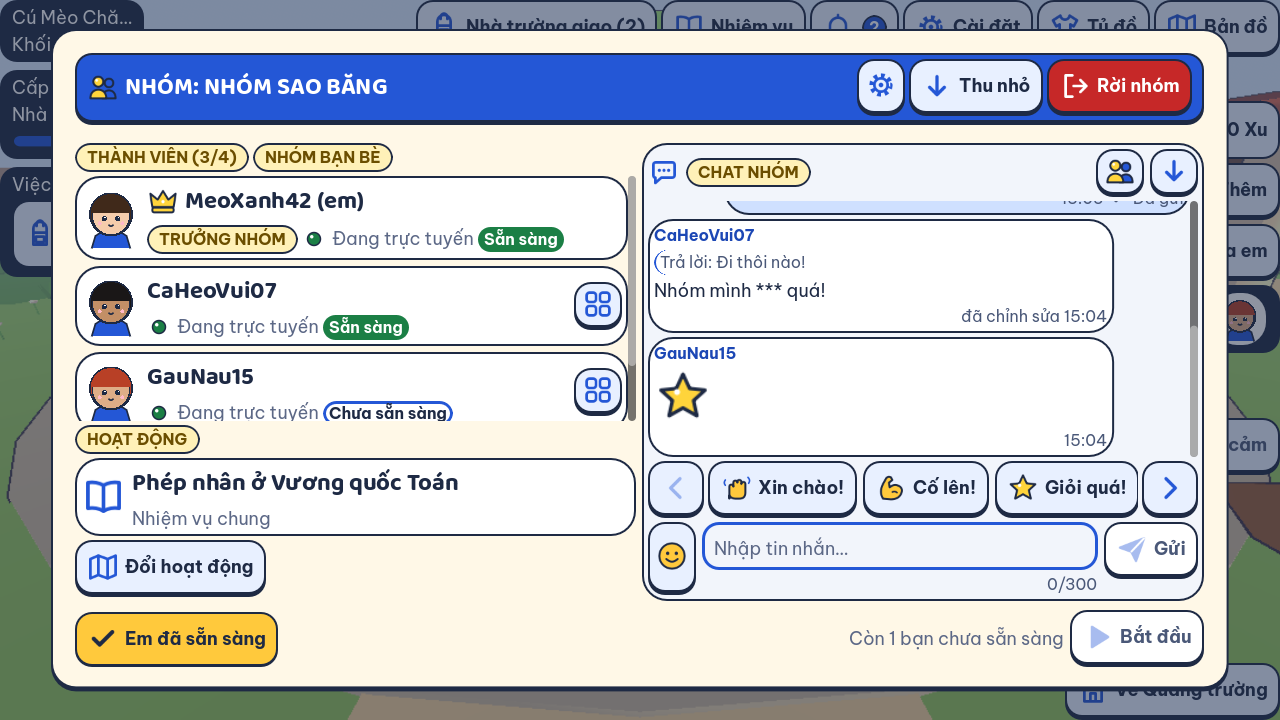 Cú Mèo Chă...
Khối
Nhà trường giao (2)
Nhiệm vụ
2
Cài đặt
Tủ đồ
Bản đồ
Cấp
Nhà
Việc
NHÓM: NHÓM SAO BĂNG
Thu nhỏ
Rời nhóm
THÀNH VIÊN (3/4)
NHÓM BẠN BÈ
MeoXanh42 (em)
TRƯỞNG NHÓM
Đang trực tuyến
Sẵn sàng
CaHeoVui07
Đang trực tuyến
Sẵn sàng
GauNau15
Đang trực tuyến
Chưa sẵn sàng
HOẠT ĐỘNG
Phép nhân ở Vương quốc Toán
Nhiệm vụ chung
Đổi hoạt động
Em đã sẵn sàng
CHAT NHÓM
CaHeoVui07
Trả lời: Đi thôi nào!
Nhóm mình *** quá!
đã chỉnh sửa 15:04
GauNau15
15:04
Xin chào!
Cố lên!
Giỏi quá!
Nhập tin nhắn...
Gửi
0/300
Còn 1 bạn chưa sẵn sàng
Bắt đầu
0 Xu
a em
cảm
Về Quảng trường